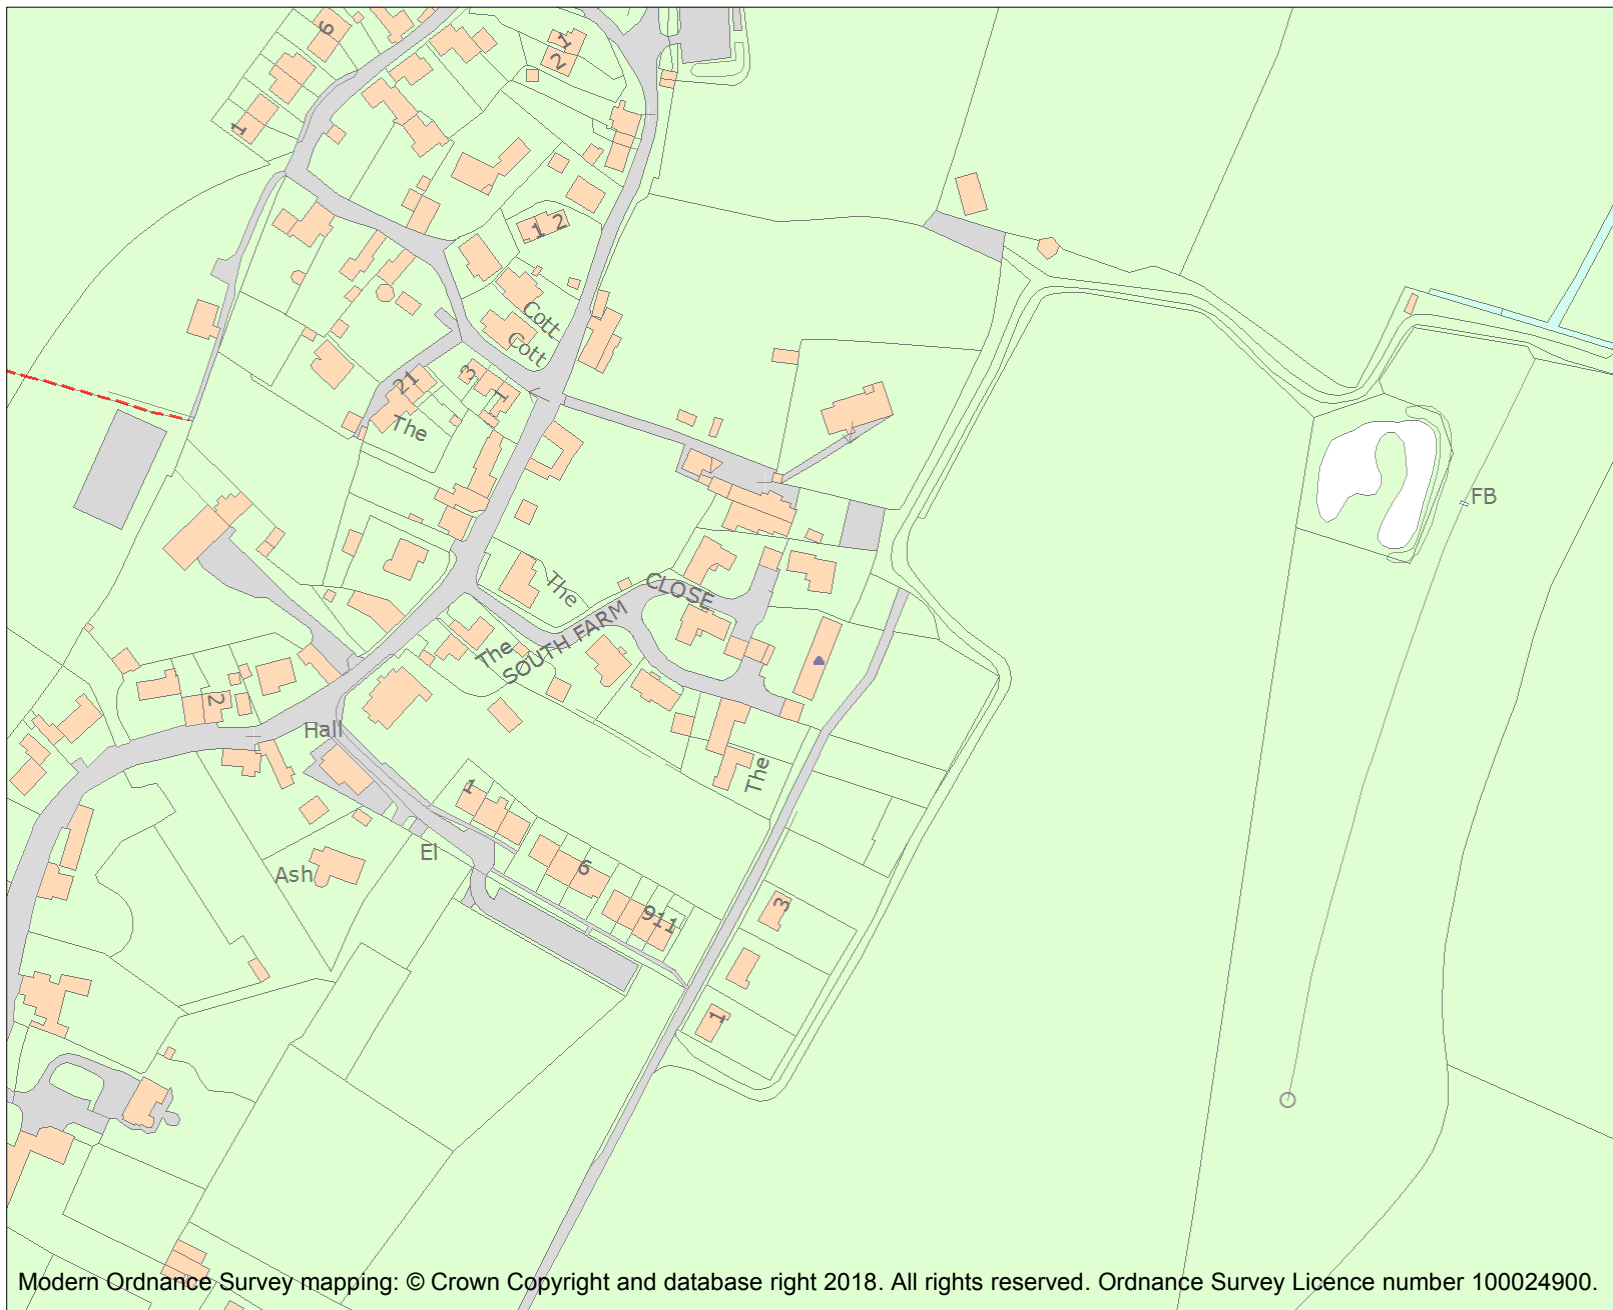 6
1
2
1
1 2
Cott
Cott
3
21
1
The
FB
The
CLOSE
SOUTH FARM
The
2
Hall
The
1
El
6
Ash
3
911
1
Modern Ordnance Survey mapping: © Crown Copyright and database right 2018. All rights reserved. Ordnance Survey Licence number 100024900.